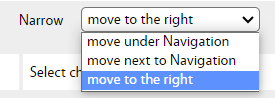 Narrow move to the right
move under Navigation
move next to Navigation
move to the right
Select ch